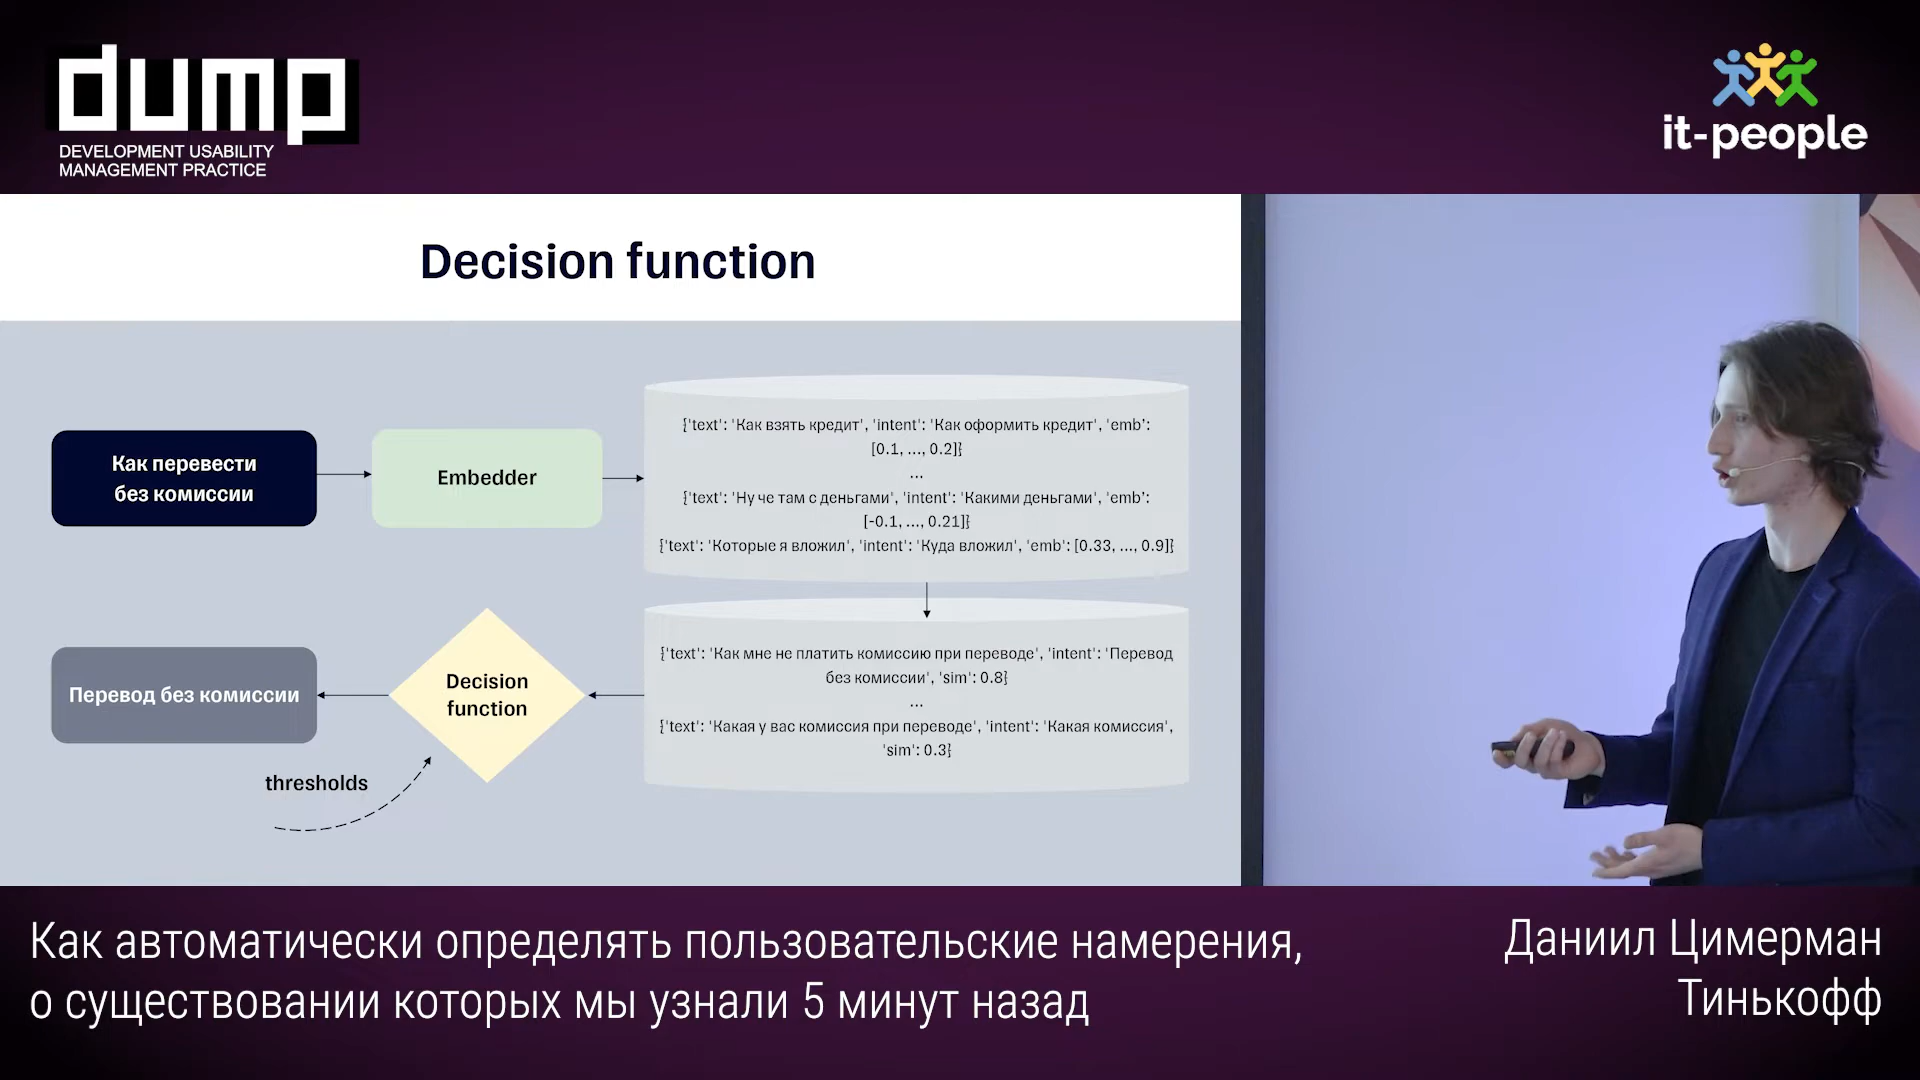 dump
DEVELOPMENT USABILITY
MANAGEMENT PRACTICE
it-people
Decision function
Как перевести
без комиссии
Embedder
{'text': 'Как взять кредит', 'intent': 'Как оформить кредит', 'emb':
[0.1, ..., 0.2]}
...
{'text': 'Ну че там с деньгами', 'intent': 'Какими деньгами', 'emb':
[-0.1, ..., 0.21]}
{'text': 'Которые я вложил', 'intent': 'Куда вложил', 'emb': [0.33, ..., 0.9]}
{'text': 'Как мне не платить комиссию при переводе', 'intent': 'Перевод
без комиссии', 'sim': 0.8}
...
{'text': 'Какая у вас комиссия при переводе', 'intent': 'Какая комиссия',
'sim': 0.3}
Decision
function
Перевод без комиссии
thresholds
Как автоматически определять пользовательские намерения,
о существовании которых мы узнали 5 минут назад
Даниил Цимерман
Тинькофф